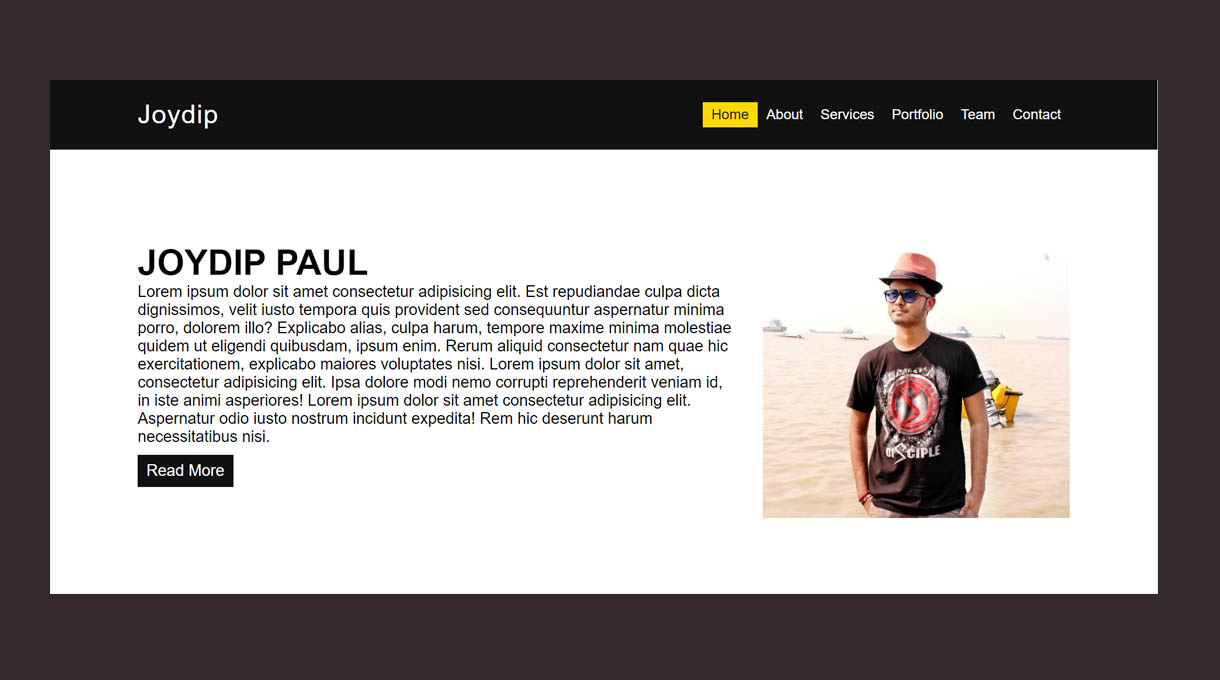 Joydip
Home About Services Portfolio Team Contact
JOYDIP PAUL
Lorem ipsum dolor sit amet consectetur adipisicing elit. Est repudiandae culpa dicta
dignissimos, velit iusto tempora quis provident sed consequuntur aspernatur minima
porro, dolorem illo? Explicabo alias, culpa harum, tempore maxime minima molestiae
quidem ut eligendi quibusdam, ipsum enim. Rerum aliquid consectetur nam quae hic
exercitationem, explicabo maiores voluptates nisi. Lorem ipsum dolor sit amet,
consectetur adipisicing elit. Ipsa dolore modi nemo corrupti reprehenderit veniam id,
in iste animi asperiores! Lorem ipsum dolor sit amet consectetur adipisicing elit.
Aspernatur odio iusto nostrum incidunt expedita! Rem hic deserunt harum
necessitatibus nisi.
Read More
DISCIPLE